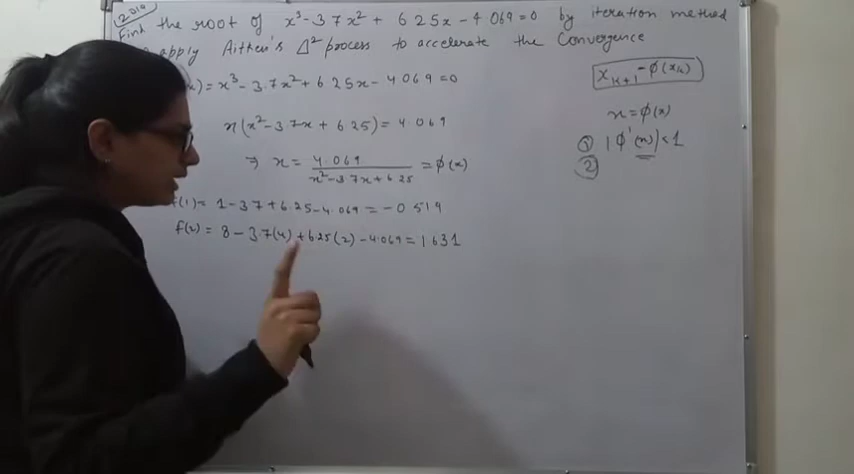 2019
Find the root of x³-3.7x²+6.25x-4.069=0 by iteration method
apply Aitken's Δ² process to accelerate the Convergence
x)=x³-3.7x²+6.25x-4.069=0
x(x²-3.7x+6.25)=4.069
⇒ x = 4.069/(x²-3.7x+6.25) = ϕ(x)
f(1)= 1-3.7+6.25-4.069=-0.519
f(2)= 8-3.7(4)+6.25(2)-4.069=1.631
xₖ₊₁=ϕ(xₖ)
x=ϕ(x)
① |ϕ'(x)|<1
②